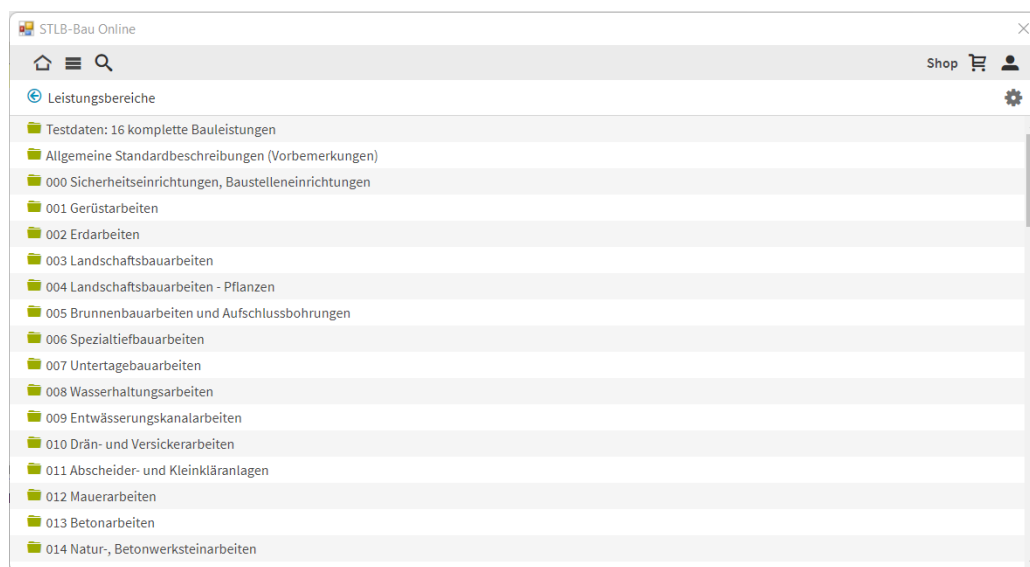 STLB-Bau Online
Shop
Leistungsbereiche
Testdaten: 16 komplette Bauleistungen
Allgemeine Standardbeschreibungen (Vorbemerkungen)
000 Sicherheitseinrichtungen, Baustelleneinrichtungen
001 Gerüstarbeiten
002 Erdarbeiten
003 Landschaftsbauarbeiten
004 Landschaftsbauarbeiten - Pflanzen
005 Brunnenbauarbeiten und Aufschlussbohrungen
006 Spezialtiefbauarbeiten
007 Untertagebauarbeiten
008 Wasserhaltungsarbeiten
009 Entwässerungskanalarbeiten
010 Drän- und Versickerarbeiten
011 Abscheider- und Kleinkläranlagen
012 Mauerarbeiten
013 Betonarbeiten
014 Natur-, Betonwerksteinarbeiten